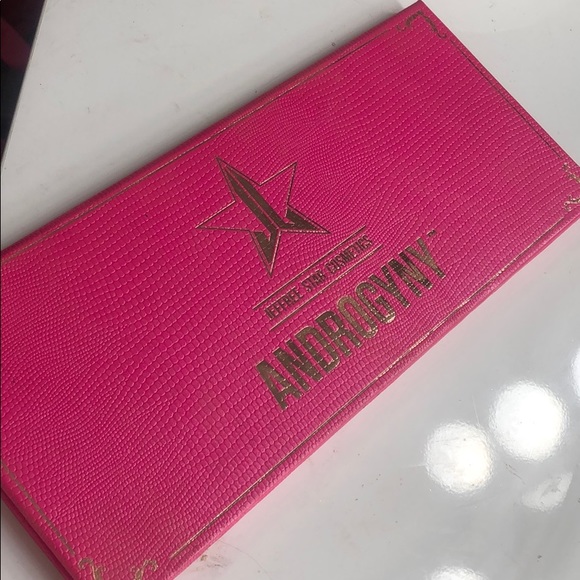 JEFFREE STAR COSMETICS
ANDROGYNY™